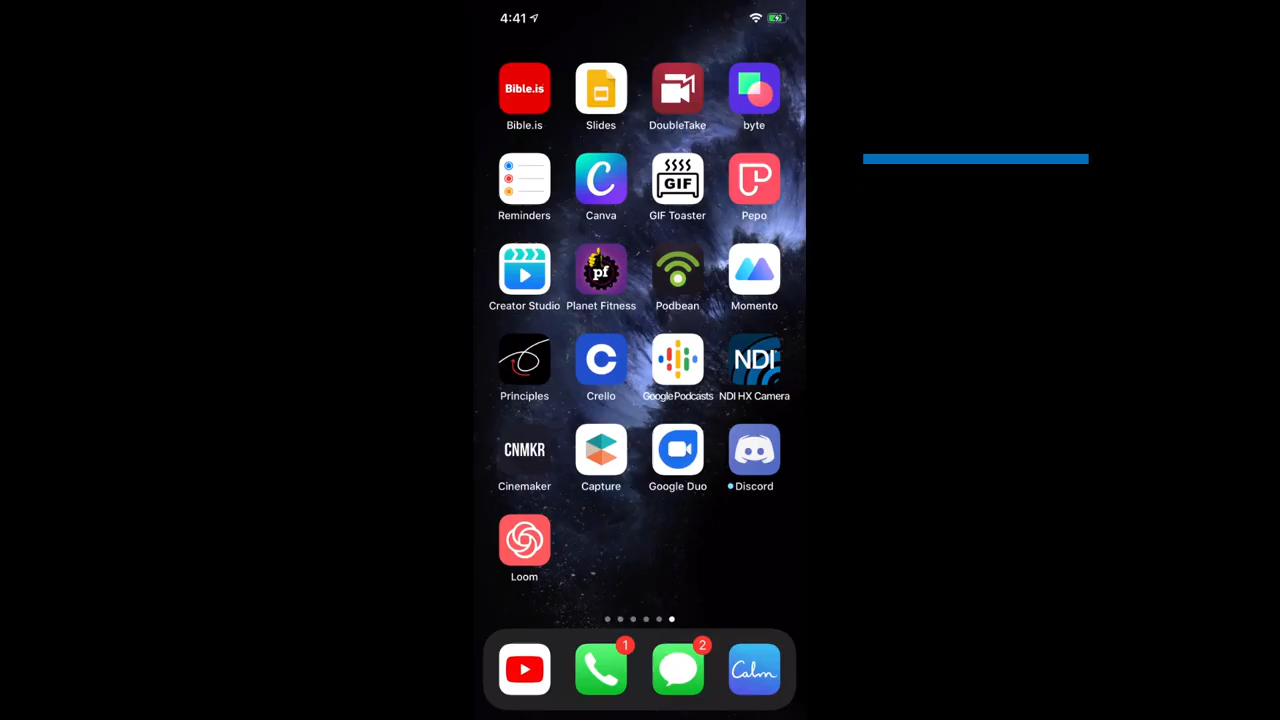 4:41
Bible.is
Bible.is
Slides
DoubleTake
byte
Reminders
C
Canva
GIF
GIF Toaster
P
Pepo
Creator Studio
pf
Planet Fitness
Podbean
Momento
Principles
C
Crello
Google Podcasts
NDI
NDI HX Camera
CNMKR
Cinemaker
Capture
Google Duo
Discord
Loom
1
2
Calm